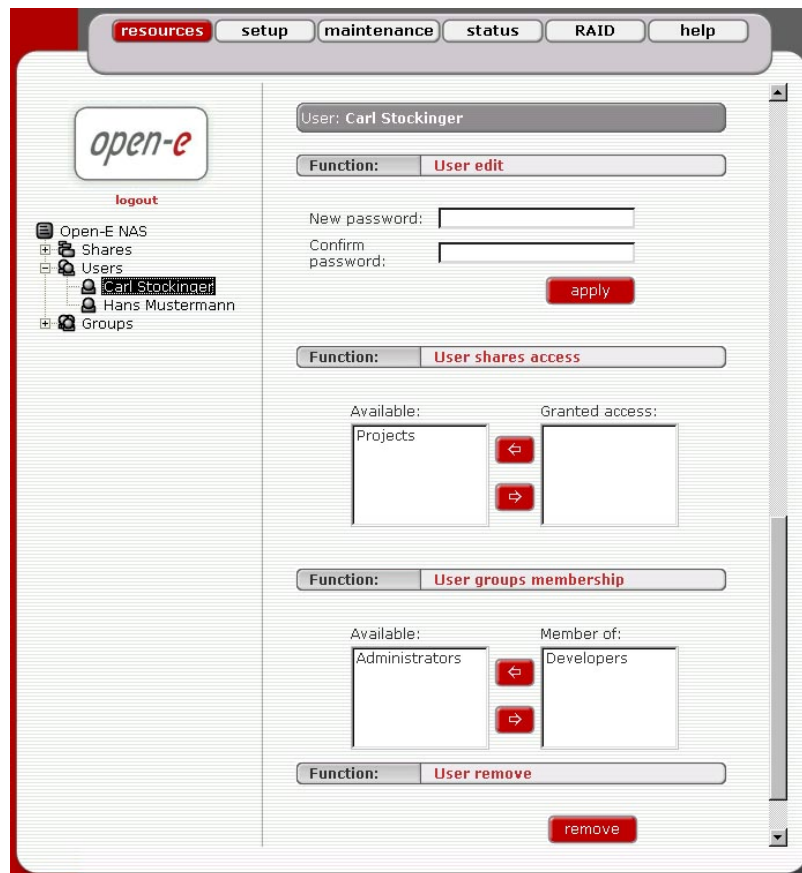 resources setup maintenance status RAID help
open-e
logout
Open-E NAS
Shares
Users
Carl Stockinger
Hans Mustermann
Groups
User: Carl Stockinger
Function: User edit
New password:
Confirm
password:
apply
Function: User shares access
Available: Granted access:
Projects
Function: User groups membership
Available: Member of:
Administrators Developers
Function: User remove
remove